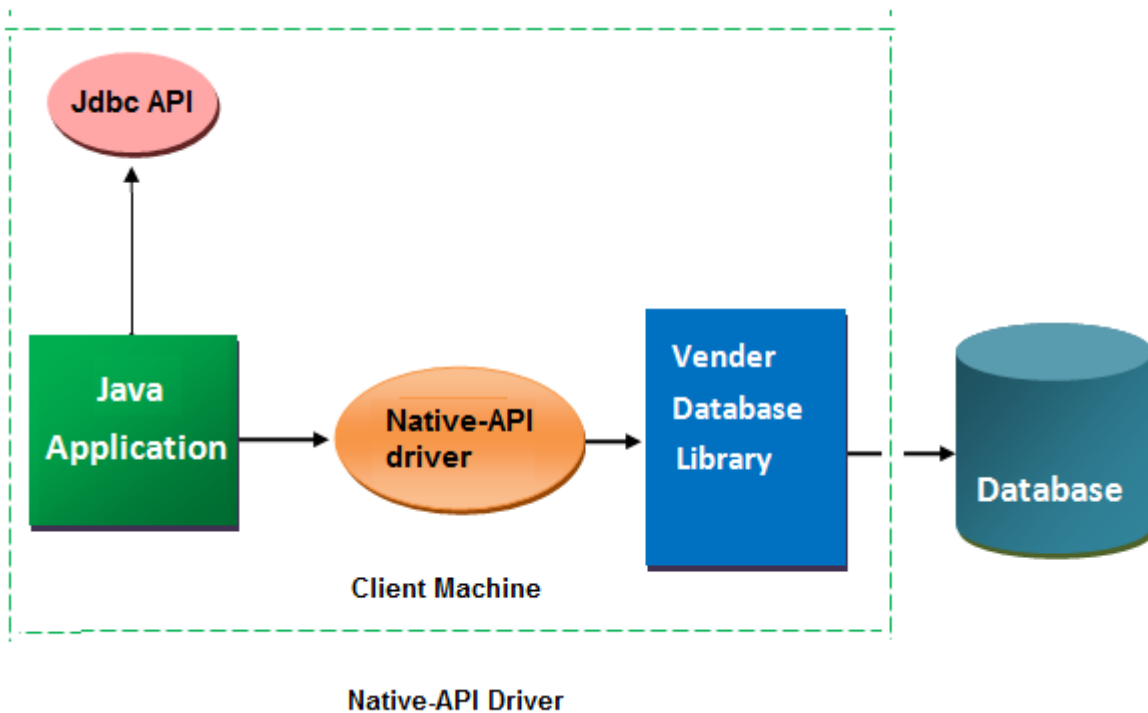 Jdbc API
Java
Application
Native-API
driver
Vender
Database
Library
Database
Client Machine
Native-API Driver